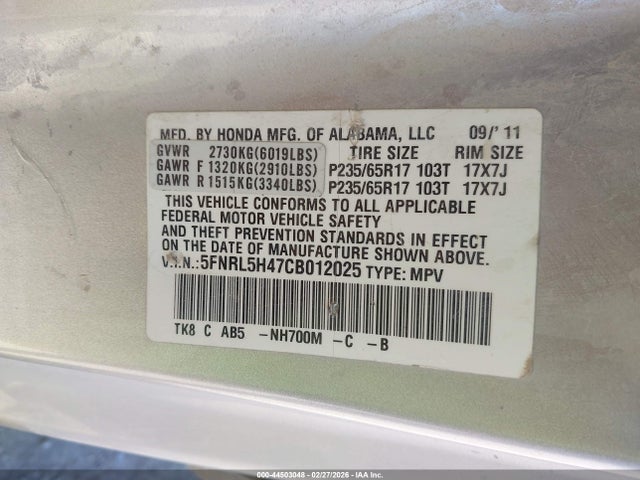 MFD. BY HONDA MFG. OF ALABAMA, LLC 09/' 11
GVWR 2730KG(6019LBS) TIRE SIZE RIM SIZE
GAWR F 1320KG(2910LBS) P235/65R17 103T 17X7J
GAWR R 1515KG(3340LBS) P235/65R17 103T 17X7J
THIS VEHICLE CONFORMS TO ALL APPLICABLE
FEDERAL MOTOR VEHICLE SAFETY
AND THEFT PREVENTION STANDARDS IN EFFECT
ON THE DATE OF MANUFACTURE SHOWN ABOVE.
V.I.N.:5FNRL5H47CB012025 TYPE: MPV
TK8 C AB5 -NH700M -C -B
000-44503048 - 02/27/2026 - IAA Inc.